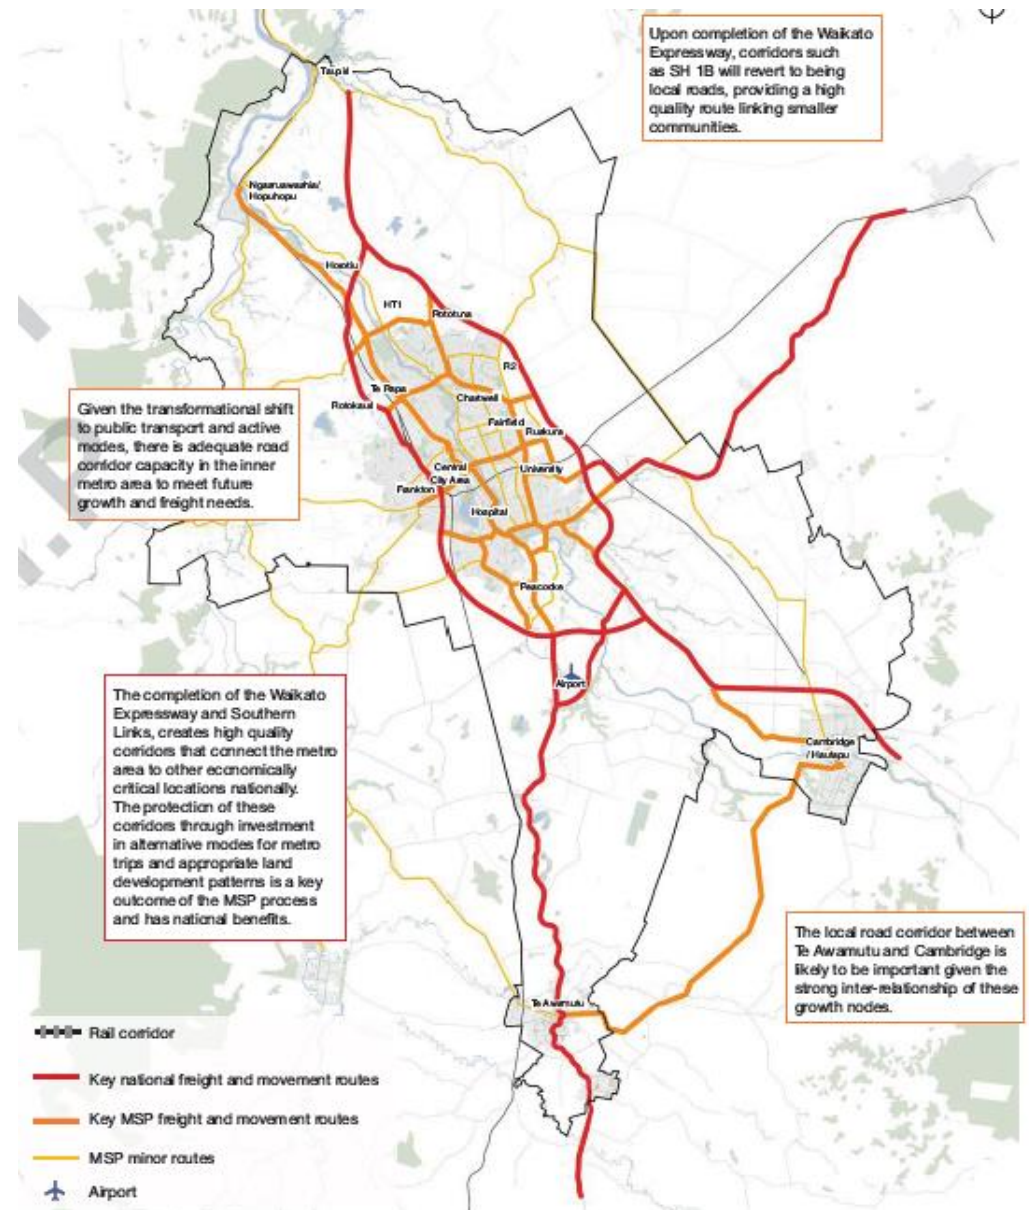 Upon completion of the Waikato
Expressway, corridors such
as SH 1B will revert to being
local roads, providing a high
quality route linking smaller
communities.
Taupiri
Ngaaruawaahia/
Hopuhopu
Horotiu
HT1
Rototuna
R2
Te Rapa
Rotokauri
Chartwell
Fairfield
Ruakura
Central
City Area
University
Frankton
Hospital
Peacocke
Airport
Cambridge
/ Hautapu
Te Awamutu
Given the transformational shift
to public transport and active
modes, there is adequate road
corridor capacity in the inner
metro area to meet future
growth and freight needs.
The completion of the Waikato
Expressway and Southern
Links, creates high quality
corridors that connect the metro
area to other economically
critical locations nationally.
The protection of these
corridors through investment
in alternative modes for metro
trips and appropriate land
development patterns is a key
outcome of the MSP process
and has national benefits.
The local road corridor between
Te Awamutu and Cambridge is
likely to be important given the
strong inter-relationship of these
growth nodes.
Rail corridor
Key national freight and movement routes
Key MSP freight and movement routes
MSP minor routes
Airport